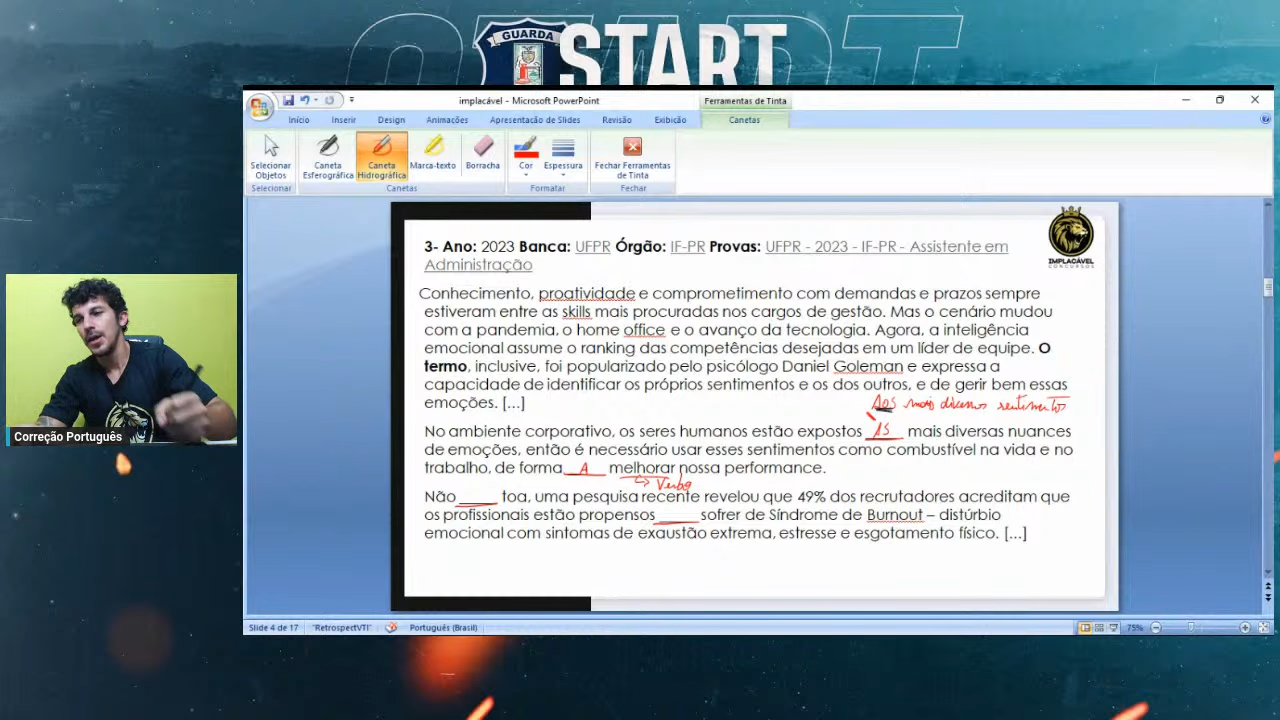 GUARDA
START
implacável - Microsoft PowerPoint
Ferramentas de Tinta
Início Inserir Design Animações Apresentação de Slides Revisão Exibição Canetas
Selecionar Objetos
Caneta Esferográfica
Caneta Hidrográfica
Marca-texto
Borracha
Cor
Espessura
Fechar Ferramentas de Tinta
Selecionar Canetas Formatar Fechar
3- Ano: 2023 Banca: UFPR Órgão: IF-PR Provas: UFPR - 2023 - IF-PR - Assistente em
Administração
IMPLACÁVEL
CONCURSOS
Conhecimento, proatividade e comprometimento com demandas e prazos sempre
estiveram entre as skills mais procuradas nos cargos de gestão. Mas o cenário mudou
com a pandemia, o home office e o avanço da tecnologia. Agora, a inteligência
emocional assume o ranking das competências desejadas em um líder de equipe. O
termo, inclusive, foi popularizado pelo psicólogo Daniel Goleman e expressa a
capacidade de identificar os próprios sentimentos e os dos outros, e de gerir bem essas
emoções. [...]
Aos mais diversos sentimentos
No ambiente corporativo, os seres humanos estão expostos ÀS mais diversas nuances
de emoções, então é necessário usar esses sentimentos como combustível na vida e no
trabalho, de forma A melhorar nossa performance.
Verbo
Não _____ toa, uma pesquisa recente revelou que 49% dos recrutadores acreditam que
os profissionais estão propensos _____ sofrer de Síndrome de Burnout – distúrbio
emocional com sintomas de exaustão extrema, estresse e esgotamento físico. [...]
Correção Português
Slide 4 de 17 "RetrospectVTI" Português (Brasil) 75%